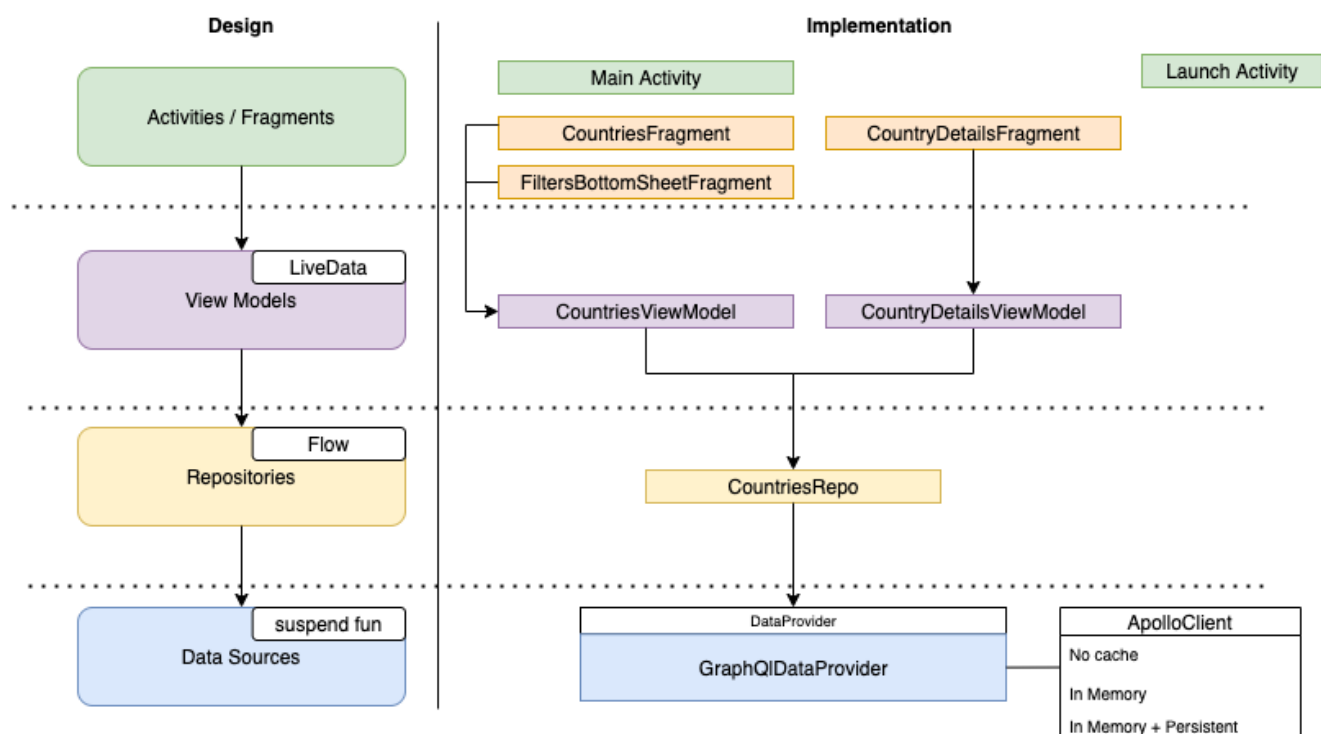 Design
Implementation
Activities / Fragments
Main Activity
Launch Activity
CountriesFragment
CountryDetailsFragment
FiltersBottomSheetFragment
LiveData
View Models
CountriesViewModel
CountryDetailsViewModel
Flow
Repositories
CountriesRepo
suspend fun
Data Sources
DataProvider
GraphQlDataProvider
ApolloClient
No cache
In Memory
In Memory + Persistent